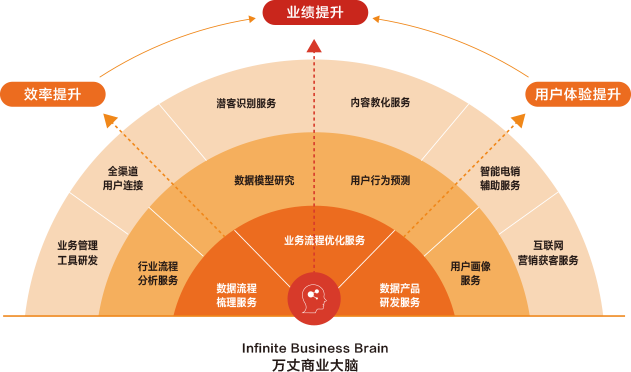 业绩提升
效率提升
用户体验提升
潜客识别服务
内容教化服务
全渠道
用户连接
数据模型研究
用户行为预测
智能电销
辅助服务
业务管理
工具研发
行业流程
分析服务
业务流程优化服务
用户画像
服务
互联网
营销获客服务
数据流程
梳理服务
数据产品
研发服务
Infinite Business Brain
万丈商业大脑